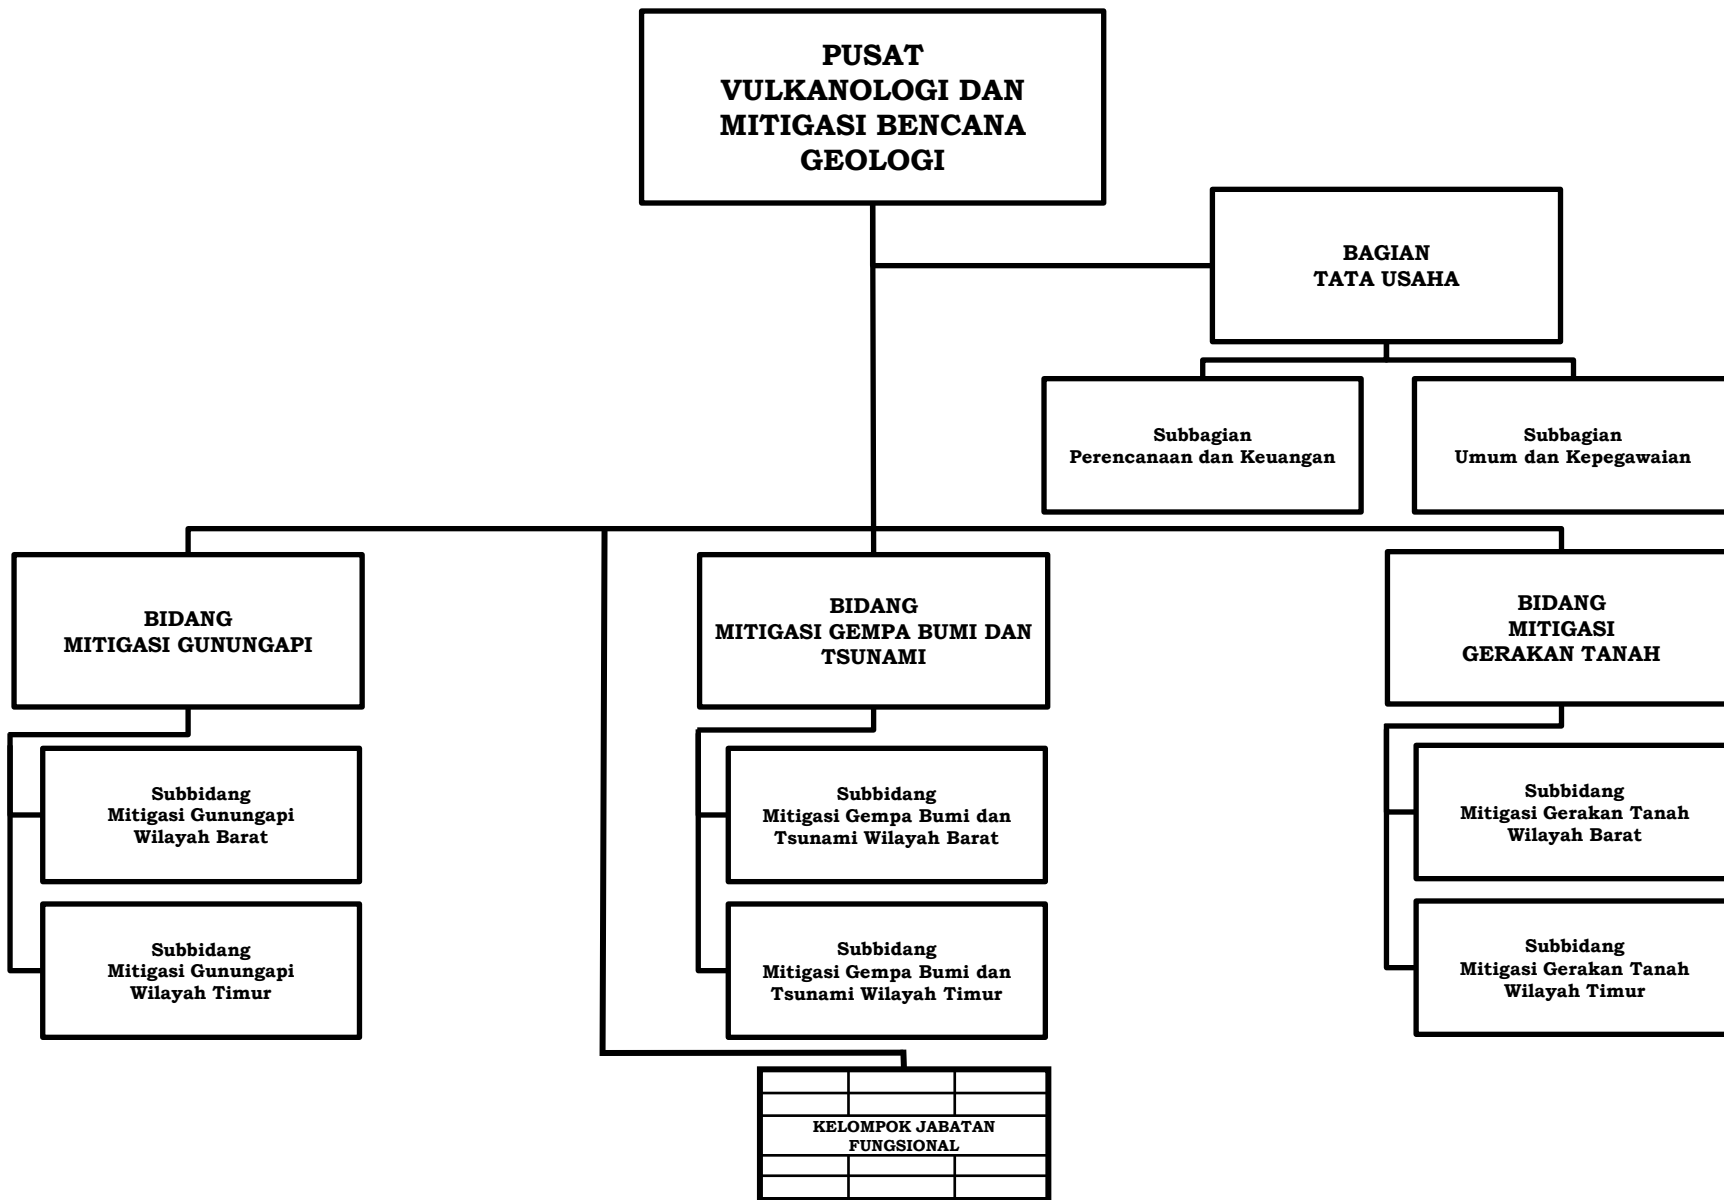 PUSAT
VULKANOLOGI DAN
MITIGASI BENCANA
GEOLOGI
BAGIAN
TATA USAHA
Subbagian
Perencanaan dan Keuangan
Subbagian
Umum dan Kepegawaian
BIDANG
MITIGASI GUNUNGAPI
BIDANG
MITIGASI GEMPA BUMI DAN
TSUNAMI
BIDANG
MITIGASI
GERAKAN TANAH
Subbidang
Mitigasi Gunungapi
Wilayah Barat
Subbidang
Mitigasi Gempa Bumi dan
Tsunami Wilayah Barat
Subbidang
Mitigasi Gerakan Tanah
Wilayah Barat
Subbidang
Mitigasi Gunungapi
Wilayah Timur
Subbidang
Mitigasi Gempa Bumi dan
Tsunami Wilayah Timur
Subbidang
Mitigasi Gerakan Tanah
Wilayah Timur
KELOMPOK JABATAN
FUNGSIONAL